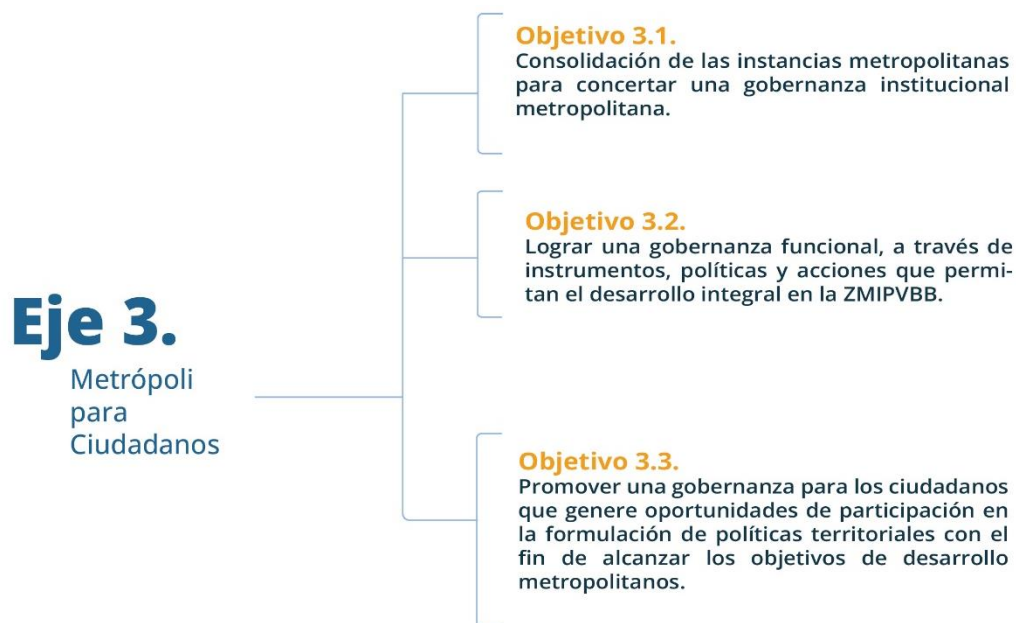 Eje 3.
Metrópoli
para
Ciudadanos
Objetivo 3.1.
Consolidación de las instancias metropolitanas
para concertar una gobernanza institucional
metropolitana.
Objetivo 3.2.
Lograr una gobernanza funcional, a través de
instrumentos, políticas y acciones que permi-
tan el desarrollo integral en la ZMIPVBB.
Objetivo 3.3.
Promover una gobernanza para los ciudadanos
que genere oportunidades de participación en
la formulación de políticas territoriales con el
fin de alcanzar los objetivos de desarrollo
metropolitanos.